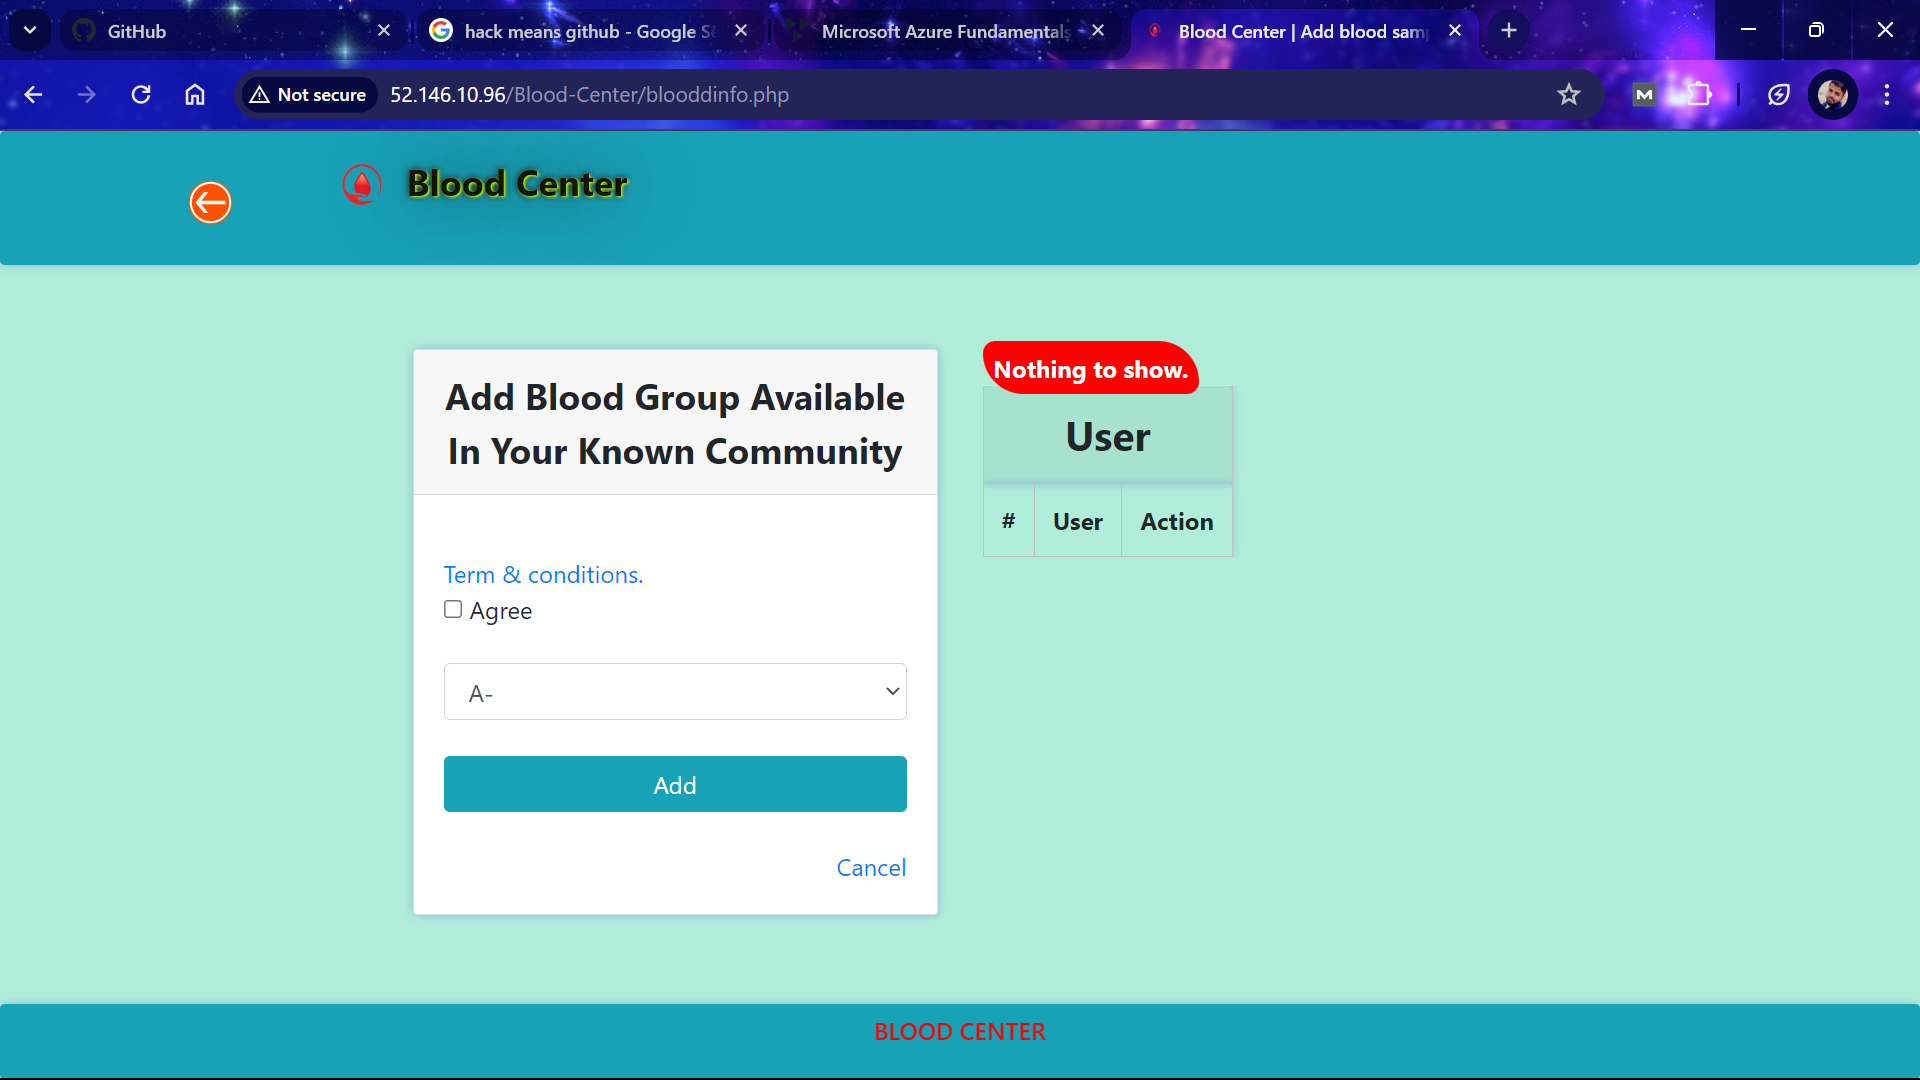 GitHub
hack means github - Google S
Microsoft Azure Fundamentals
Blood Center | Add blood sam
Not secure
52.146.10.96/Blood-Center/blooddinfo.php
Blood Center
Add Blood Group Available
In Your Known Community
Term & conditions.
Agree
A-
Add
Cancel
Nothing to show.
User
# User Action
BLOOD CENTER